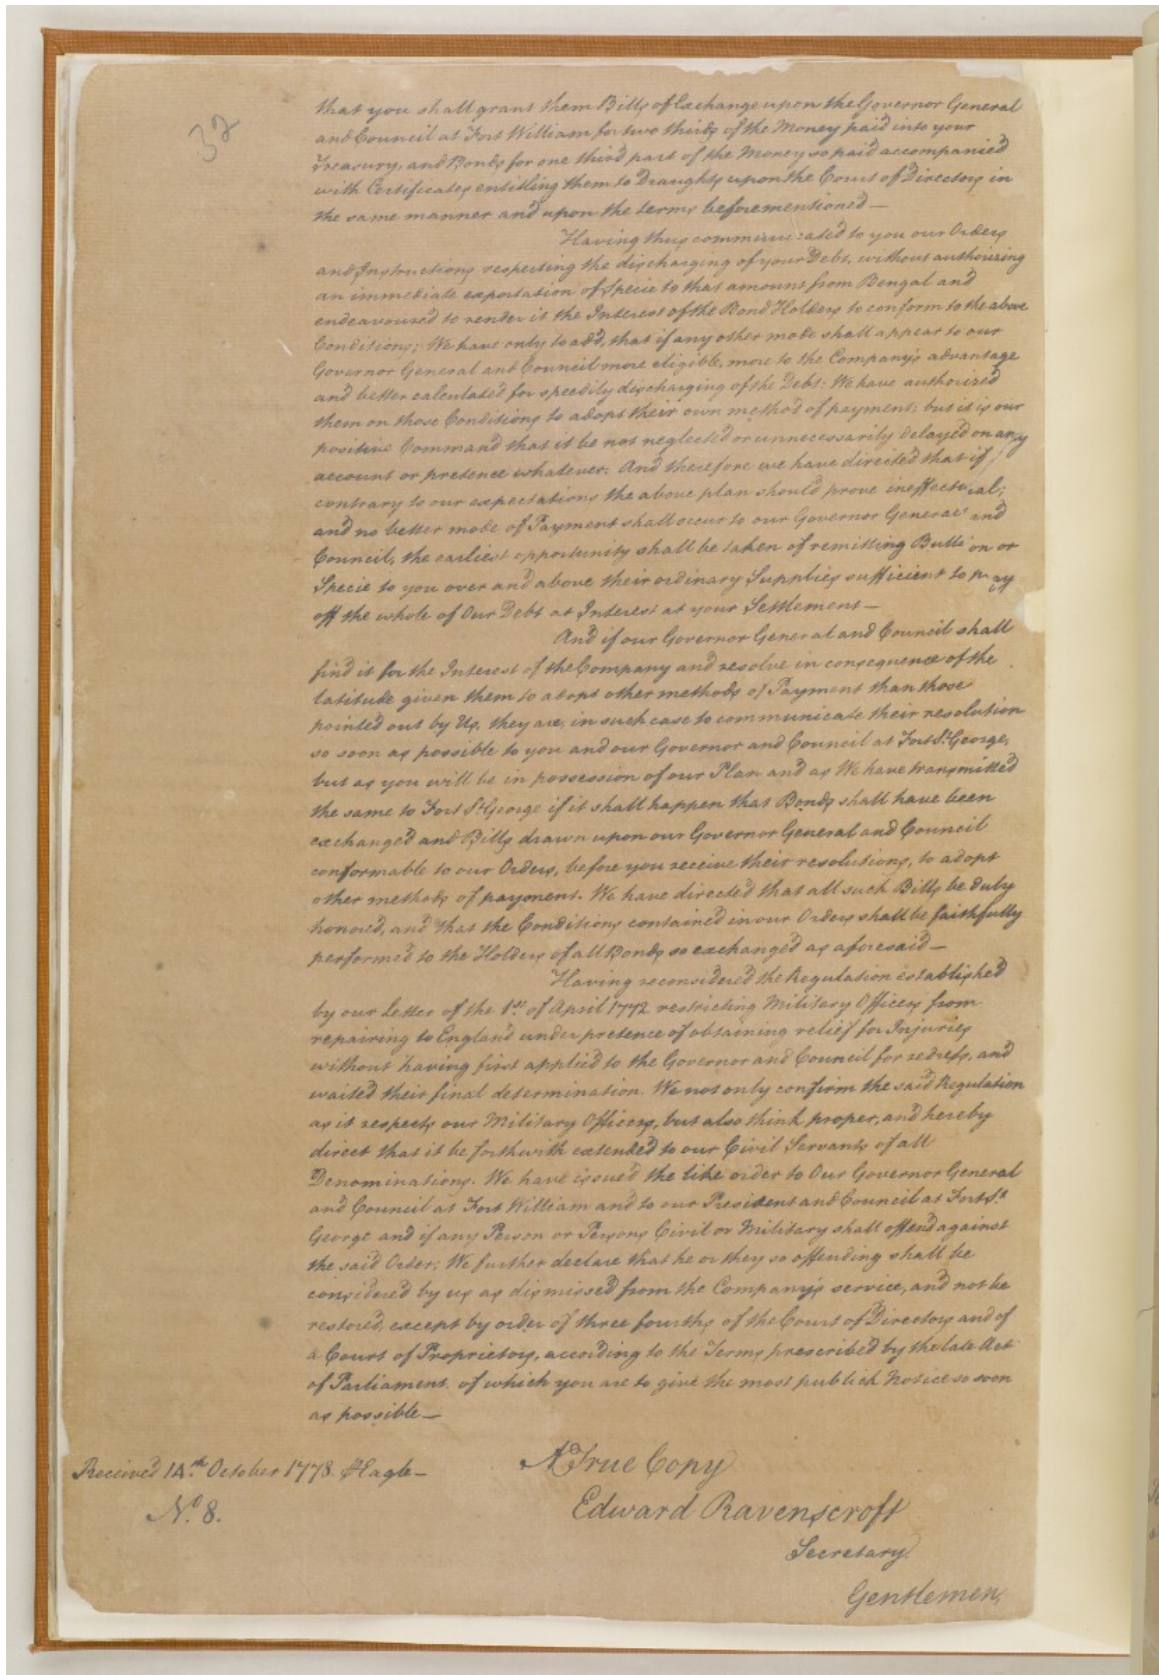 32
that you shall grant them Bills of Exchange upon the Governor General
and Council at Fort William for two thirds of the Money paid into your
Treasury, and Bonds for one third part of the Money so paid accompanied
with Certificates entitling them to Draughts upon the Court of Directors in
the same manner and upon the terms beforementioned —
Having thus communicated to you our Orders
and Instructions respecting the discharging of your Debt, without authorizing
an immediate exportation of Specie to that amount from Bengal and
endeavoured to render it the Interest of the Bond Holders to conform to the above
Conditions; We have only to add, that if any other mode shall appear to our
Governor General and Council more eligible, more to the Company's advantage
and better calculated for speedily discharging of the Debt: We have authorized
them on those Conditions to adopt their own method of payment; but it is our
positive Command that it be not neglected or unnecessarily delayed on any
account or pretence whatever. And therefore we have directed that if
contrary to our expectations the above plan should prove ineffectual;
and no better mode of Payment shall occur to our Governor General and
Council, the earliest opportunity shall be taken of remitting Bullion or
Specie to you over and above their ordinary Supplies sufficient to pay
off the whole of Our Debt at Interest at your Settlement —
And if our Governor General and Council shall
find it for the Interest of the Company and resolve in consequence of the
latitude given them to adopt other methods of Payment than those
pointed out by Us, they are, in such case to communicate their resolution
so soon as possible to you and our Governor and Council at Fort St. George,
but as you will be in possession of our Plan and as We have transmitted
the same to Fort St George if it shall happen that Bonds shall have been
exchanged and Bills drawn upon our Governor General and Council
conformable to our Orders, before you receive their resolutions, to adopt
other methods of payment. We have directed that all such Bills be duly
honored, and that the Conditions contained in our Orders shall be faithfully
performed to the Holders of all Bonds so exchanged as aforesaid —
Having reconsidered the Regulation established
by our Letter of the 1st. of April 1772 restricting Military Officers from
repairing to England under pretence of obtaining relief for Injuries
without having first applied to the Governor and Council for redress, and
waited their final determination. We not only confirm the said Regulation
as it respects our Military Officers, but also think proper, and hereby
direct that it be forthwith extended to our Civil Servants of all
Denominations. We have issued the like order to Our Governor General
and Council at Fort William and to our President and Council at Fort St.
George and if any Person or Persons Civil or Military shall offend against
the said Order; We further declare that he or they so offending shall be
considered by us as dismissed from the Company's service, and not be
restored, except by order of three fourths of the Court of Directors and of
a Court of Proprietors, according to the Terms prescribed by the late Act
of Parliament. of which you are to give the most publick Notice so soon
as possible —
Received 14th October 1778 Eagle —
No. 8.
A True Copy
Edward Ravenscroft
Secretary
Gentlemen,